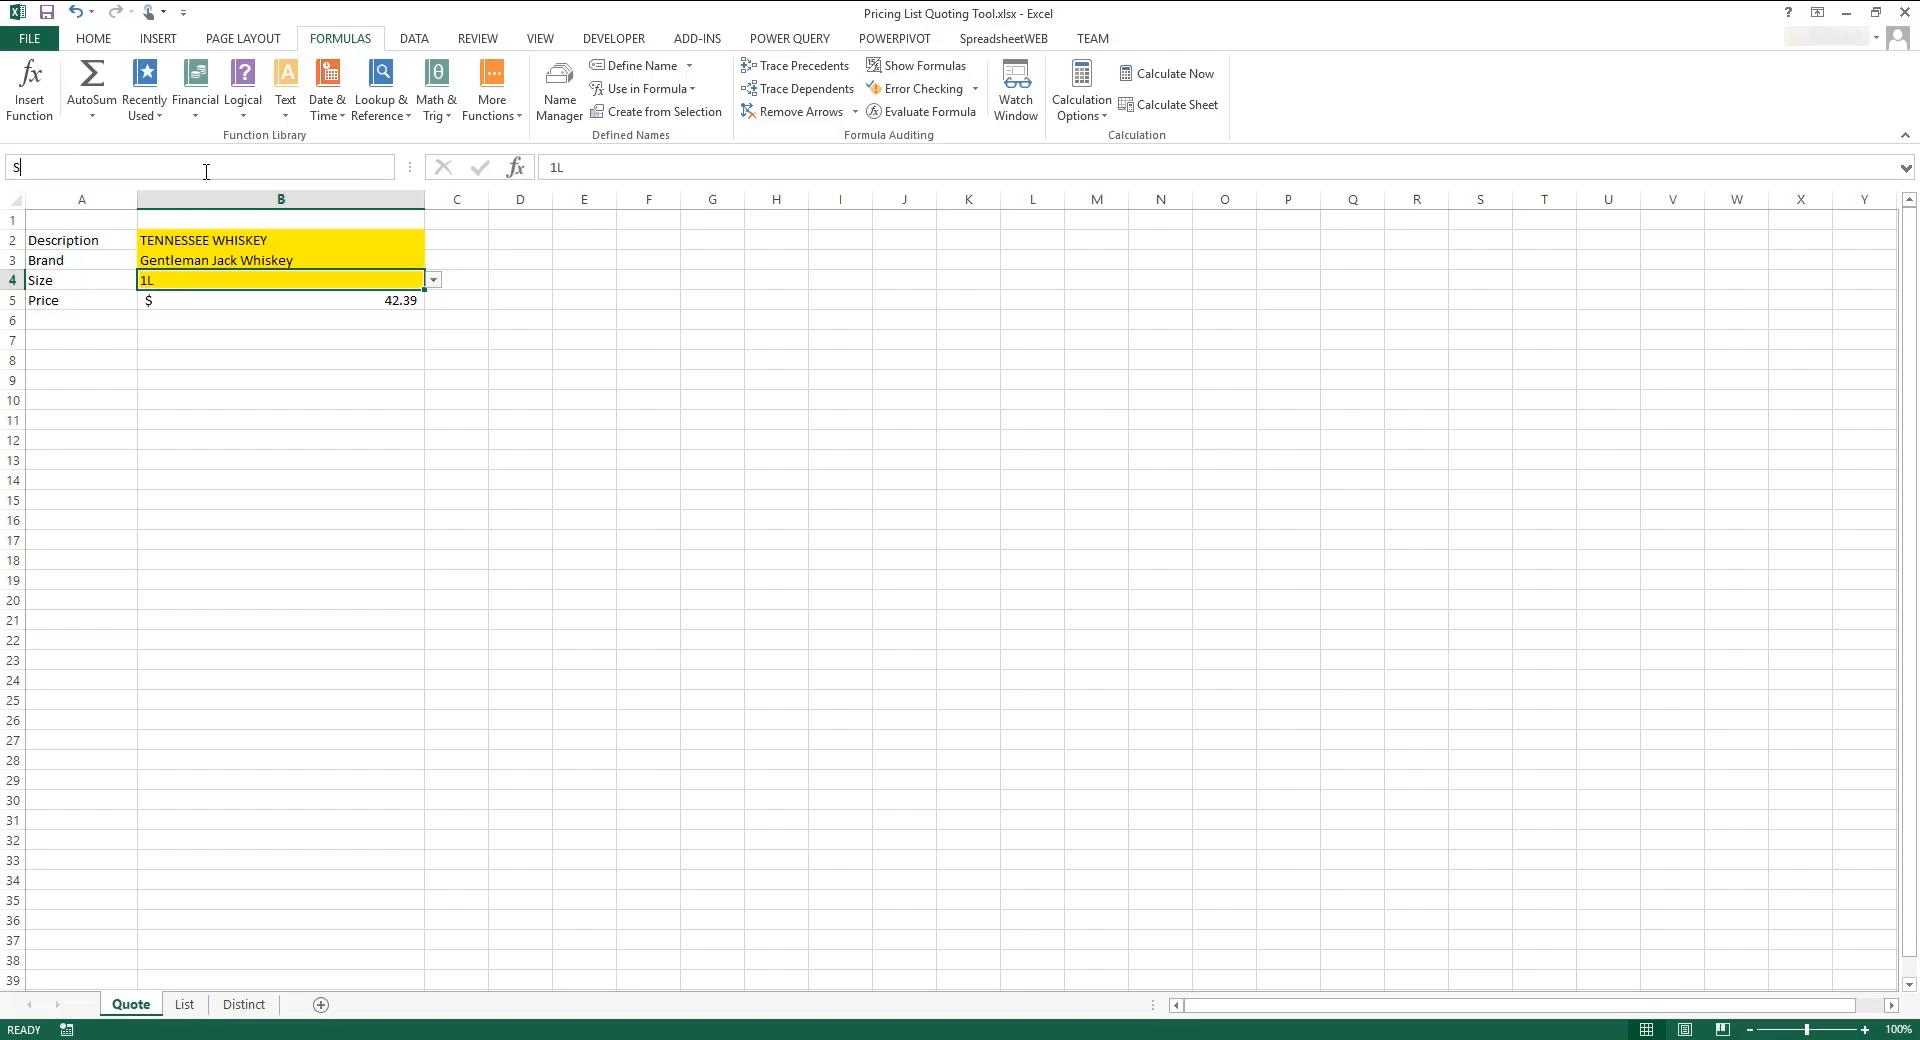 Pricing List Quoting Tool.xlsx - Excel
?
FILE HOME INSERT PAGE LAYOUT FORMULAS DATA REVIEW VIEW DEVELOPER ADD-INS POWER QUERY POWERPIVOT SpreadsheetWEB TEAM
fx Insert Function
Σ AutoSum
Recently Used
Financial
Logical
A Text
Date & Time
Lookup & Reference
θ Math & Trig
More Functions
Function Library
Name Manager
Define Name
Use in Formula
Create from Selection
Defined Names
Trace Precedents
Trace Dependents
Remove Arrows
Show Formulas
Error Checking
Evaluate Formula
Formula Auditing
Watch Window
Calculation Options
Calculate Now
Calculate Sheet
Calculation
S fx 1L
A B C D E F G H I J K L M N O P Q R S T U V W X Y
1
2 Description TENNESSEE WHISKEY
3 Brand Gentleman Jack Whiskey
4 Size 1L
5 Price $ 42.39
6
7
8
9
10
11
12
13
14
15
16
17
18
19
20
21
22
23
24
25
26
27
28
29
30
31
32
33
34
35
36
37
38
39
Quote List Distinct
READY 100%